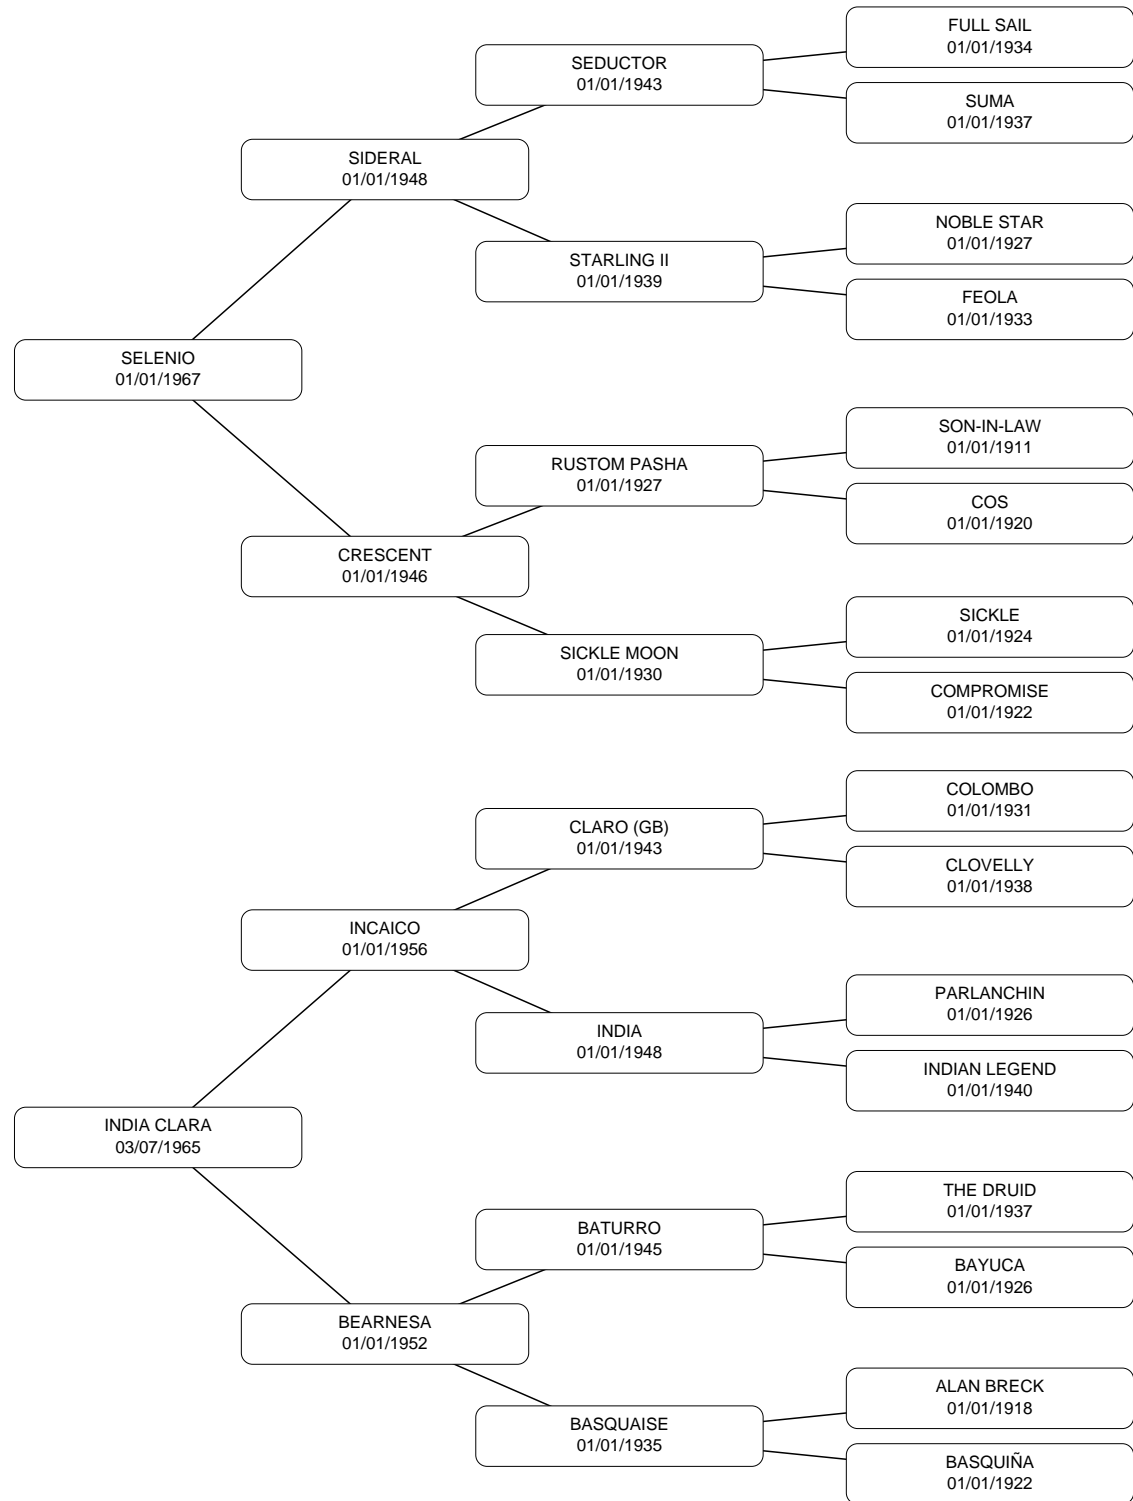 FULL SAIL
01/01/1934
SEDUCTOR
01/01/1943
SUMA
01/01/1937
SIDERAL
01/01/1948
NOBLE STAR
01/01/1927
STARLING II
01/01/1939
FEOLA
01/01/1933
SELENIO
01/01/1967
SON-IN-LAW
01/01/1911
RUSTOM PASHA
01/01/1927
COS
01/01/1920
CRESCENT
01/01/1946
SICKLE
01/01/1924
SICKLE MOON
01/01/1930
COMPROMISE
01/01/1922
COLOMBO
01/01/1931
CLARO (GB)
01/01/1943
CLOVELLY
01/01/1938
INCAICO
01/01/1956
PARLANCHIN
01/01/1926
INDIA
01/01/1948
INDIAN LEGEND
01/01/1940
INDIA CLARA
03/07/1965
THE DRUID
01/01/1937
BATURRO
01/01/1945
BAYUCA
01/01/1926
BEARNESA
01/01/1952
ALAN BRECK
01/01/1918
BASQUAISE
01/01/1935
BASQUIÑA
01/01/1922